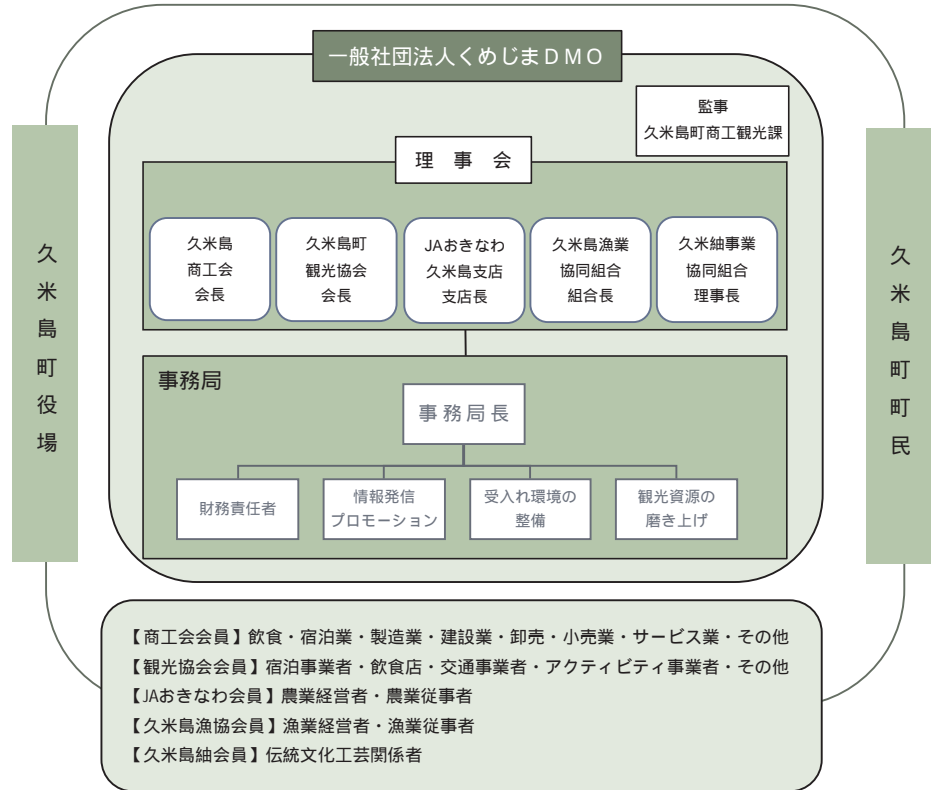 一般社団法人くめじまDMO
監事
久米島町商工観光課
理事会
久米島
商工会
会長
久米島町
観光協会
会長
JAおきなわ
久米島支店
支店長
久米島漁業
協同組合
組合長
久米紬事業
協同組合
理事長
事務局
事務局長
財務責任者
情報発信
プロモーション
受入れ環境の
整備
観光資源の
磨き上げ
久米島町役場
久米島町町民
【商工会会員】飲食・宿泊業・製造業・建設業・卸売・小売業・サービス業・その他
【観光協会会員】宿泊事業者・飲食店・交通事業者・アクティビティ事業者・その他
【JAおきなわ会員】農業経営者・農業従事者
【久米島漁協会員】漁業経営者・漁業従事者
【久米島紬会員】伝統文化工芸関係者